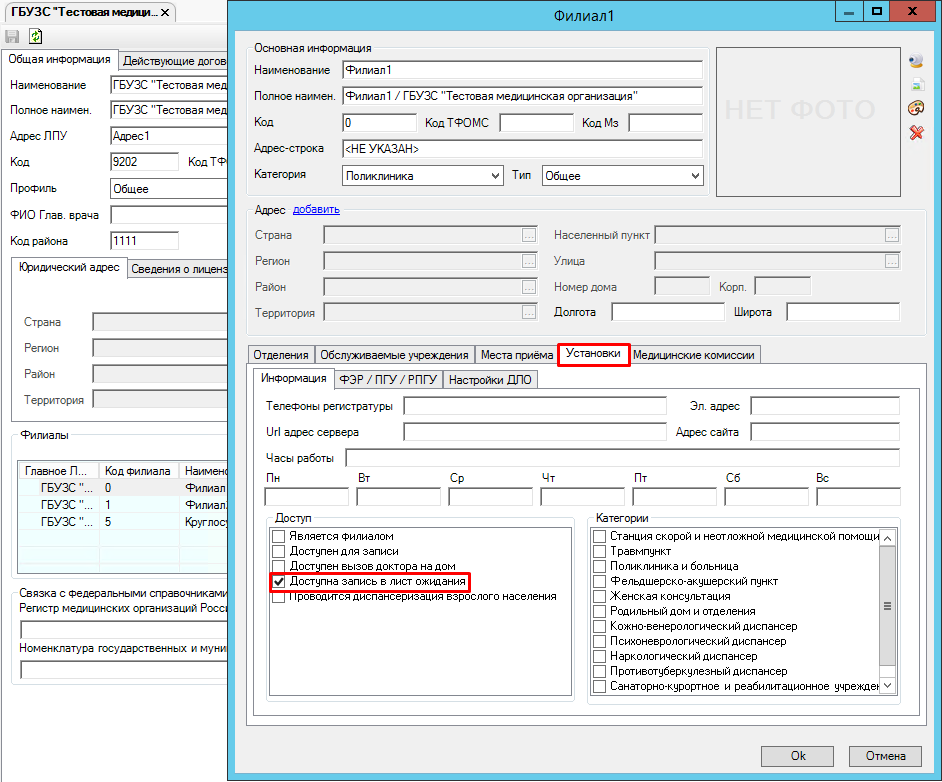 ГБУЗС "Тестовая медици...
Общая информация
Действующие догов
Наименование
ГБУЗС "Тестовая мед
Полное наимен.
ГБУЗС "Тестовая мед
Адрес ЛПУ
Адрес1
Код
9202
Код ТФ
Профиль
Общее
ФИО Глав. врача
Код района
1111
Юридический адрес
Сведения о лиценз
Страна
Регион
Район
Территория
Филиалы
Главное Л...
Код филиала
Наимено
ГБУЗС "...
0
Филиал
ГБУЗС "...
1
Филиал
ГБУЗС "...
5
Круглосу
Связка с федеральными справочниками
Регистр медицинских организаций Росси
Номенклатура государственных и муни
Филиал1
Основная информация
Наименование
Филиал1
Полное наимен.
Филиал1 / ГБУЗС "Тестовая медицинская организация"
Код
0
Код ТФОМС
Код Мз
Адрес-строка
<НЕ УКАЗАН>
Категория
Поликлиника
Тип
Общее
НЕТ ФОТО
Адрес
добавить
Страна
Населенный пункт
Регион
Улица
Район
Номер дома
Корп.
Территория
Долгота
Широта
Отделения
Обслуживаемые учреждения
Места приёма
Установки
Медицинские комиссии
Информация
ФЭР / ПГУ / РПГУ
Настройки ДЛО
Телефоны регистратуры
Эл. адрес
Url адрес сервера
Адрес сайта
Часы работы
Пн
Вт
Ср
Чт
Пт
Сб
Вс
Доступ
Является филиалом
Доступен для записи
Доступен вызов доктора на дом
Доступна запись в лист ожидания
Проводится диспансеризация взрослого населения
Категории
Станция скорой и неотложной медицинской помощи
Травмпункт
Поликлиника и больница
Фельдшерско-акушерский пункт
Женская консультация
Родильный дом и отделения
Кожно-венерологический диспансер
Психоневрологический диспансер
Наркологический диспансер
Противотуберкулезный диспансер
Санаторно-курортное и реабилитационное учрежден
Ok
Отмена